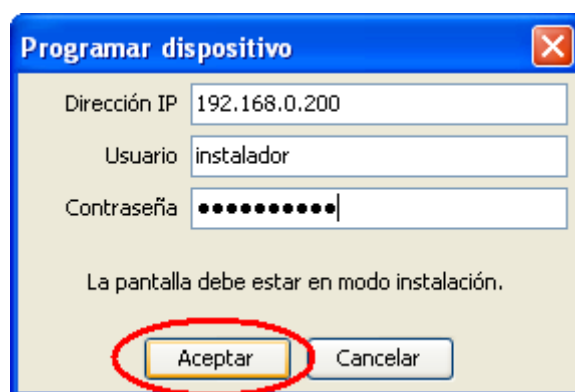 Programar dispositivo
Dirección IP 192.168.0.200
Usuario instalador
Contraseña ●●●●●●●●●●
La pantalla debe estar en modo instalación.
Aceptar Cancelar